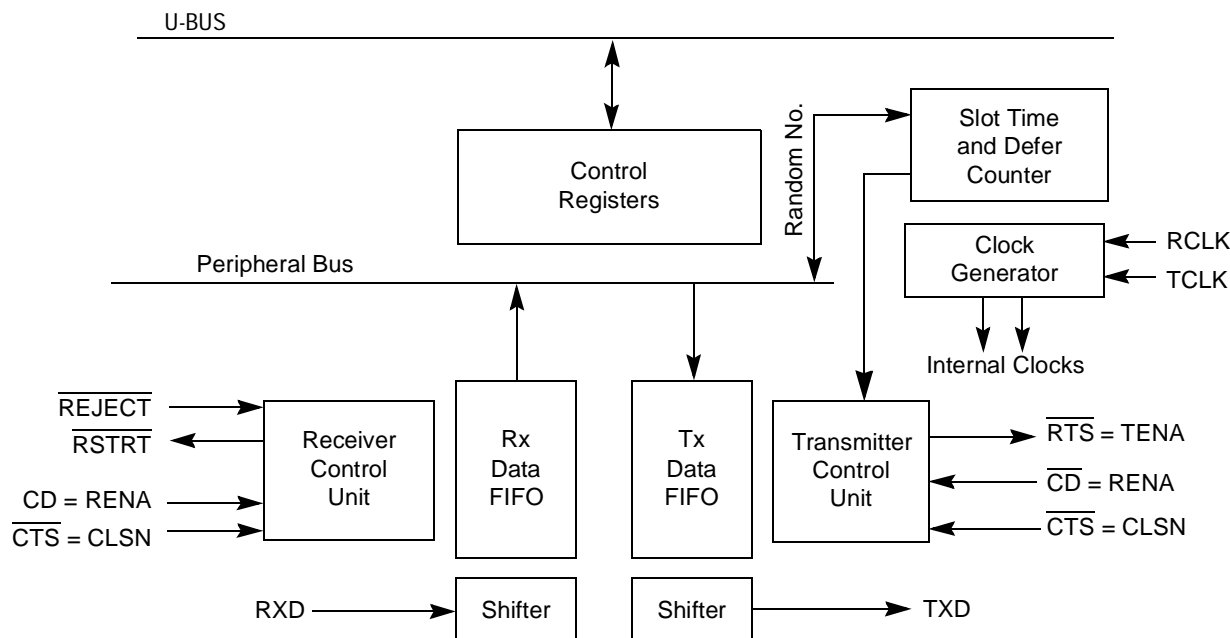 U-BUS
Random No.
Slot Time
and Defer
Counter
Control
Registers
Clock
Generator
RCLK
TCLK
Peripheral Bus
Internal Clocks
REJECT
RSTRT
CD = RENA
CTS = CLSN
Receiver
Control
Unit
Rx
Data
FIFO
Tx
Data
FIFO
Transmitter
Control
Unit
RTS = TENA
CD = RENA
CTS = CLSN
RXD
Shifter
Shifter
TXD